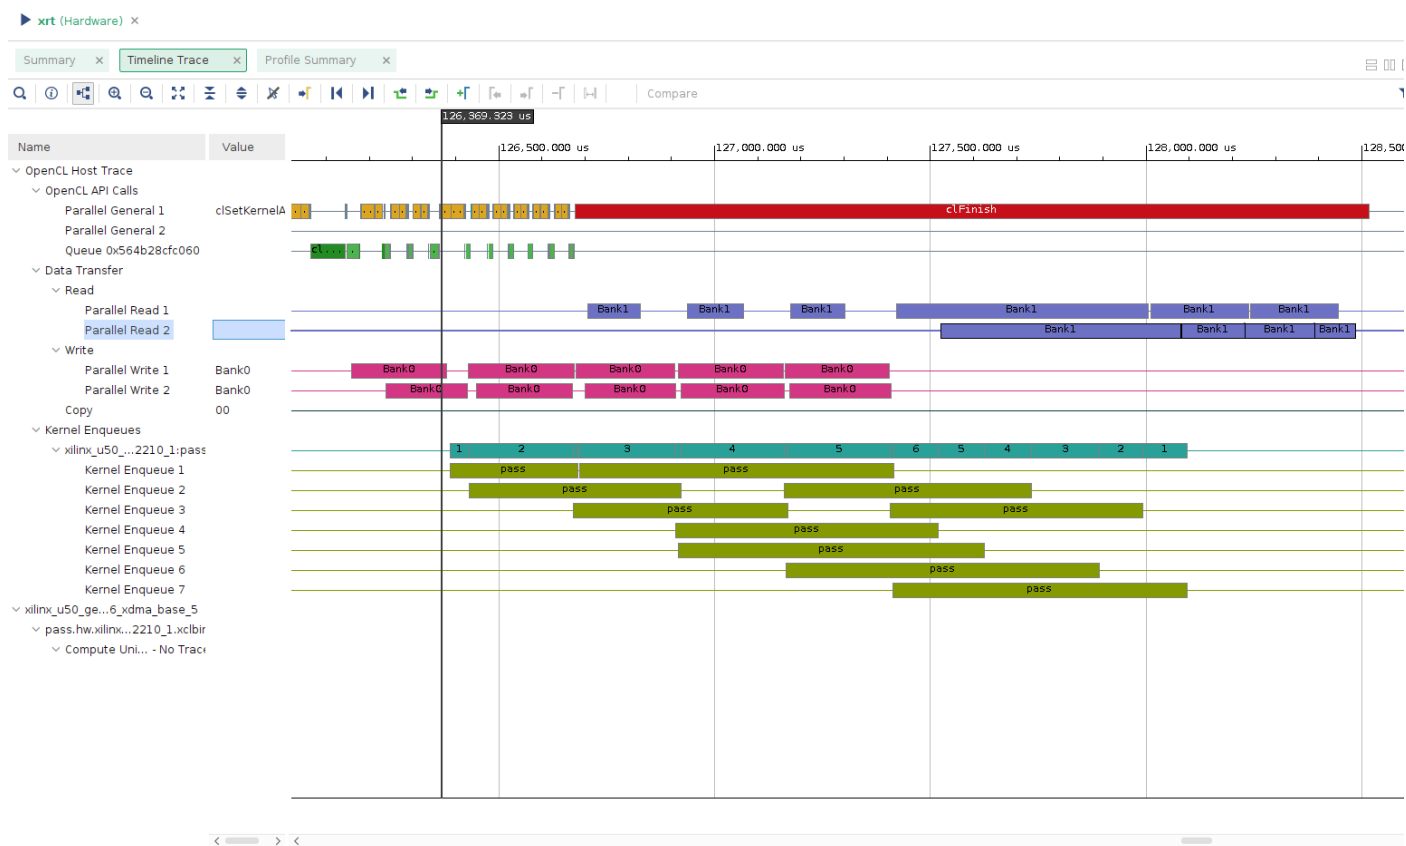 xrt (Hardware)
Summary Timeline Trace Profile Summary
Compare
126,369.323 us
Name Value 126,500.000 us 127,000.000 us 127,500.000 us 128,000.000 us 128,500
OpenCL Host Trace
OpenCL API Calls
Parallel General 1 clSetKernelA clFinish
Parallel General 2
Queue 0x564b28cfc060 cl...
Data Transfer
Read
Parallel Read 1 Bank1 Bank1 Bank1 Bank1 Bank1 Bank1
Parallel Read 2 Bank1 Bank1 Bank1 Bank1
Write
Parallel Write 1 Bank0 Bank0 Bank0 Bank0 Bank0 Bank0
Parallel Write 2 Bank0 Bank0 Bank0 Bank0 Bank0 Bank0
Copy 00
Kernel Enqueues
xilinx_u50_...2210_1:pass 1 2 3 4 5 6 5 4 3 2 1
Kernel Enqueue 1 pass pass
Kernel Enqueue 2 pass pass
Kernel Enqueue 3 pass pass
Kernel Enqueue 4 pass
Kernel Enqueue 5 pass
Kernel Enqueue 6 pass
Kernel Enqueue 7 pass
xilinx_u50_ge...6_xdma_base_5
pass.hw.xilinx...2210_1.xclbin
Compute Uni... - No Trace